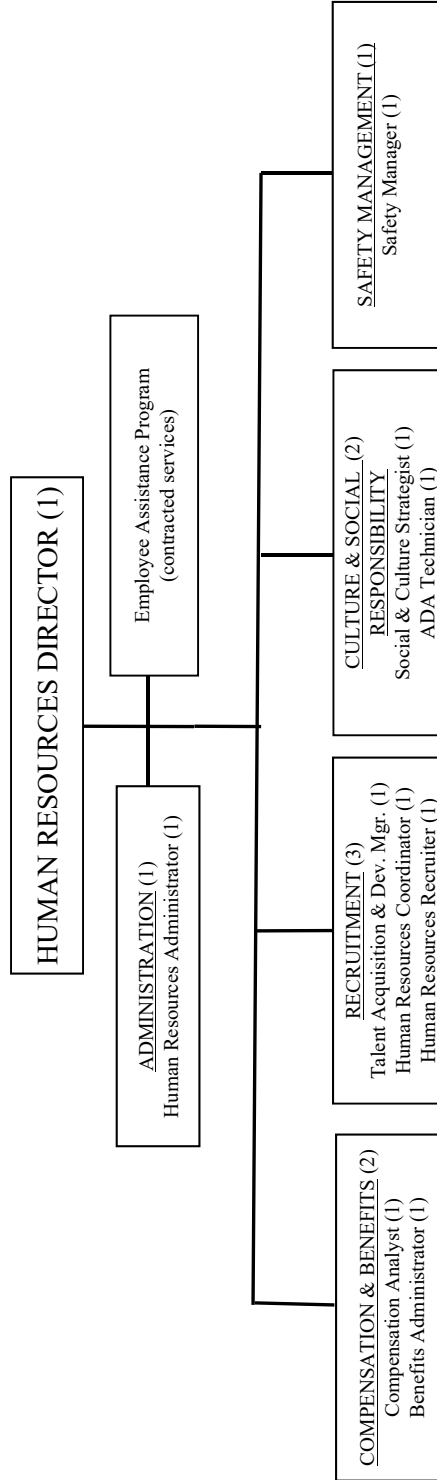 HUMAN RESOURCES DIRECTOR (1)
ADMINISTRATION (1)
Human Resources Administrator (1)
Employee Assistance Program
(contracted services)
COMPENSATION & BENEFITS (2)
Compensation Analyst (1)
Benefits Administrator (1)
RECRUITMENT (3)
Talent Acquisition & Dev. Mgr. (1)
Human Resources Coordinator (1)
Human Resources Recruiter (1)
CULTURE & SOCIAL (2)
RESPONSIBILITY
Social & Culture Strategist (1)
ADA Technician (1)
SAFETY MANAGEMENT (1)
Safety Manager (1)